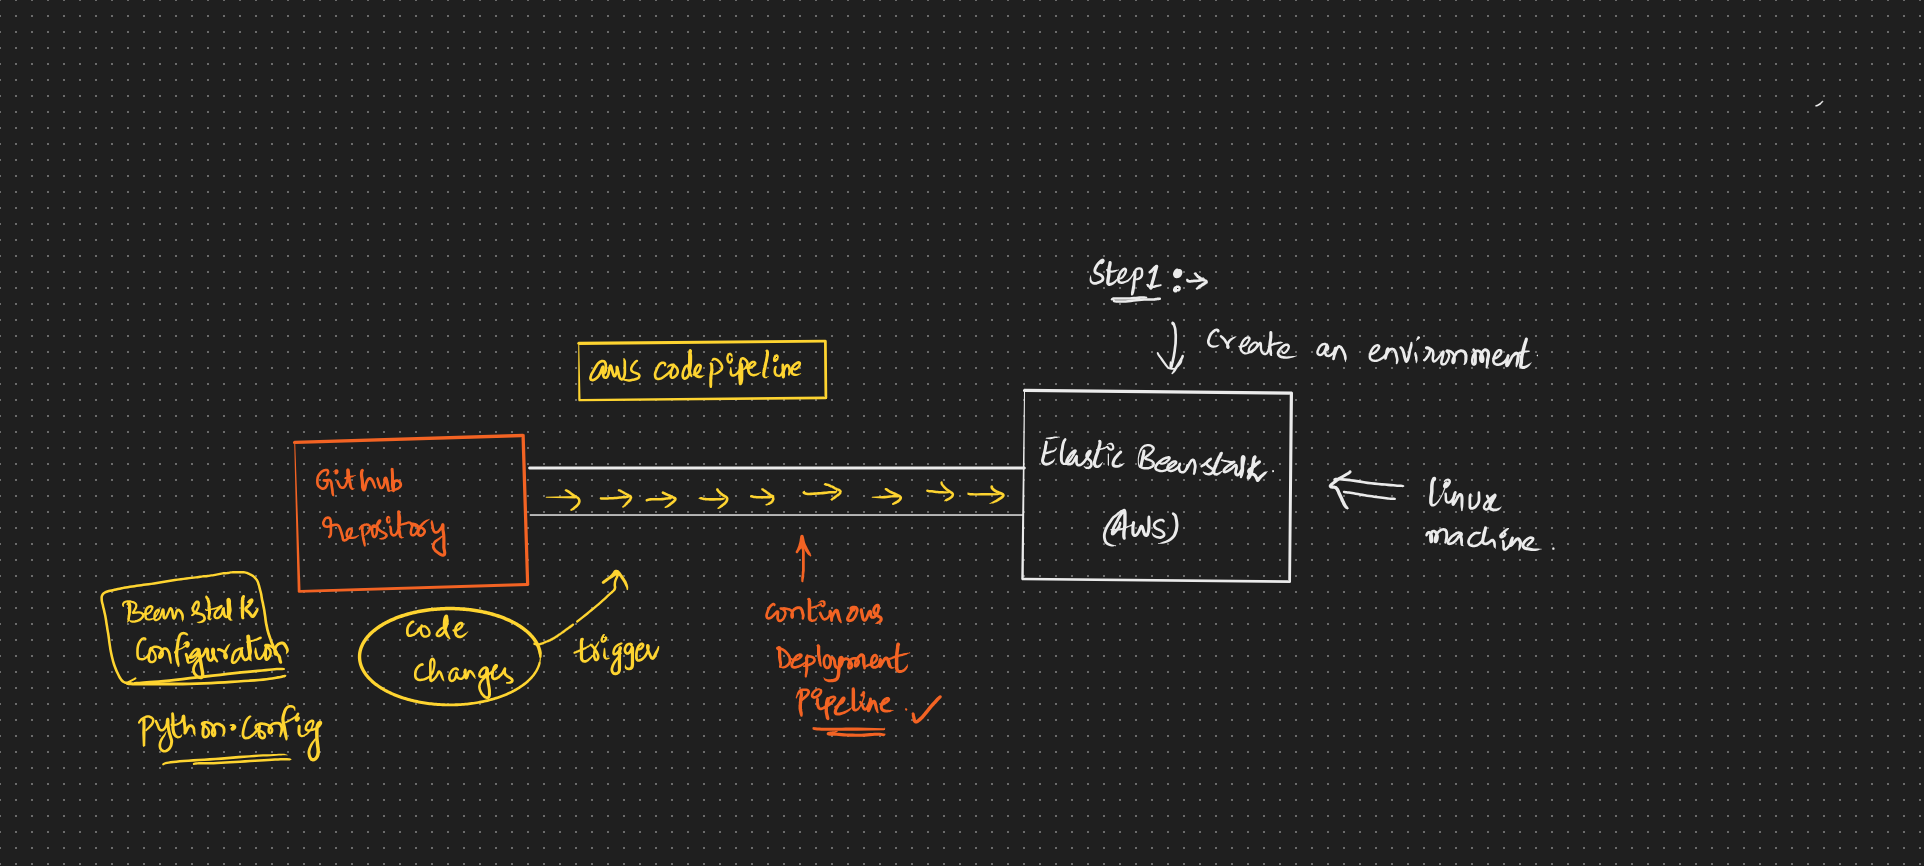 Step1 :→
Create an environment
aws codepipeline
Github
repository
Elastic Beanstalk
(AWS)
linux
machine.
Beanstalk
Configuration
python.config
code
changes
trigger
continous
Deployment
pipeline ✓